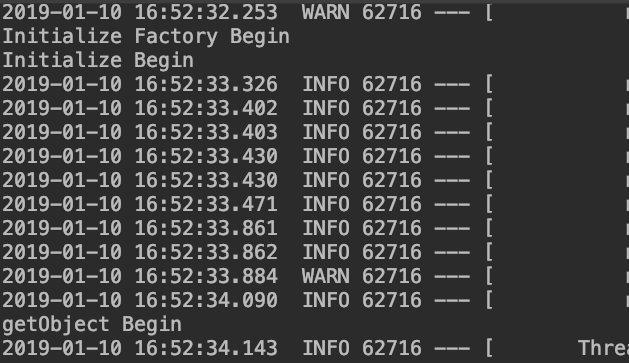 2019-01-10 16:52:32.253  WARN 62716 --- [
Initialize Factory Begin
Initialize Begin
2019-01-10 16:52:33.326  INFO 62716 --- [
2019-01-10 16:52:33.402  INFO 62716 --- [
2019-01-10 16:52:33.403  INFO 62716 --- [
2019-01-10 16:52:33.430  INFO 62716 --- [
2019-01-10 16:52:33.430  INFO 62716 --- [
2019-01-10 16:52:33.471  INFO 62716 --- [
2019-01-10 16:52:33.861  INFO 62716 --- [
2019-01-10 16:52:33.862  INFO 62716 --- [
2019-01-10 16:52:33.884  WARN 62716 --- [
2019-01-10 16:52:34.090  INFO 62716 --- [
getObject Begin
2019-01-10 16:52:34.143  INFO 62716 --- [       Threa